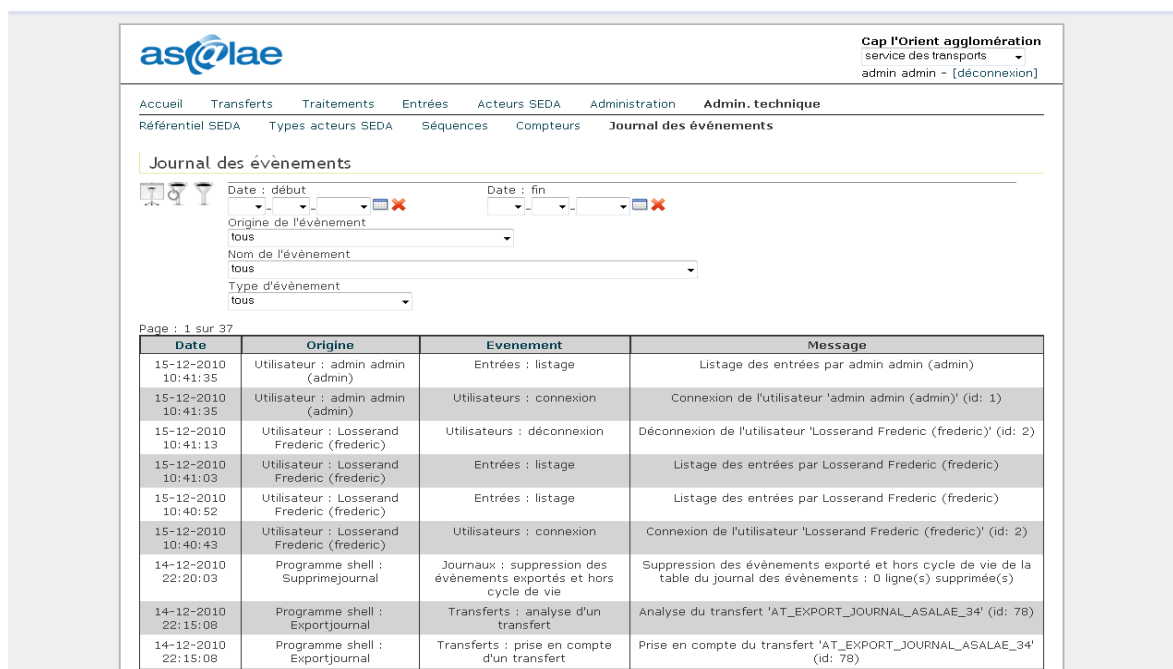 as@lae
Cap l'Orient agglomération
service des transports
admin admin - [déconnexion]
Accueil Transferts Traitements Entrées Acteurs SEDA Administration Admin. technique
Référentiel SEDA Types acteurs SEDA Séquences Compteurs Journal des événements
Journal des évènements
Date : début Date : fin
- - - -
Origine de l'évènement
tous
Nom de l'évènement
tous
Type d'évènement
tous
Page : 1 sur 37
Date Origine Evenement Message
15-12-2010 Utilisateur : admin admin Entrées : listage Listage des entrées par admin admin (admin)
10:41:35 (admin)
15-12-2010 Utilisateur : admin admin Utilisateurs : connexion Connexion de l'utilisateur 'admin admin (admin)' (id: 1)
10:41:35 (admin)
15-12-2010 Utilisateur : Losserand Utilisateurs : déconnexion Déconnexion de l'utilisateur 'Losserand Frederic (frederic)' (id: 2)
10:41:13 Frederic (frederic)
15-12-2010 Utilisateur : Losserand Entrées : listage Listage des entrées par Losserand Frederic (frederic)
10:41:03 Frederic (frederic)
15-12-2010 Utilisateur : Losserand Entrées : listage Listage des entrées par Losserand Frederic (frederic)
10:40:52 Frederic (frederic)
15-12-2010 Utilisateur : Losserand Utilisateurs : connexion Connexion de l'utilisateur 'Losserand Frederic (frederic)' (id: 2)
10:40:43 Frederic (frederic)
14-12-2010 Programme shell : Journaux : suppression des Suppression des évènements exporté et hors cycle de vie de la
22:20:03 Supprimejournal évènements exportés et hors table du journal des évènements : 0 ligne(s) supprimée(s)
cycle de vie
14-12-2010 Programme shell : Transferts : analyse d'un Analyse du transfert 'AT_EXPORT_JOURNAL_ASALAE_34' (id: 78)
22:15:08 Exportjournal transfert
14-12-2010 Programme shell : Transferts : prise en compte Prise en compte du transfert 'AT_EXPORT_JOURNAL_ASALAE_34'
22:15:08 Exportjournal d'un transfert (id: 78)